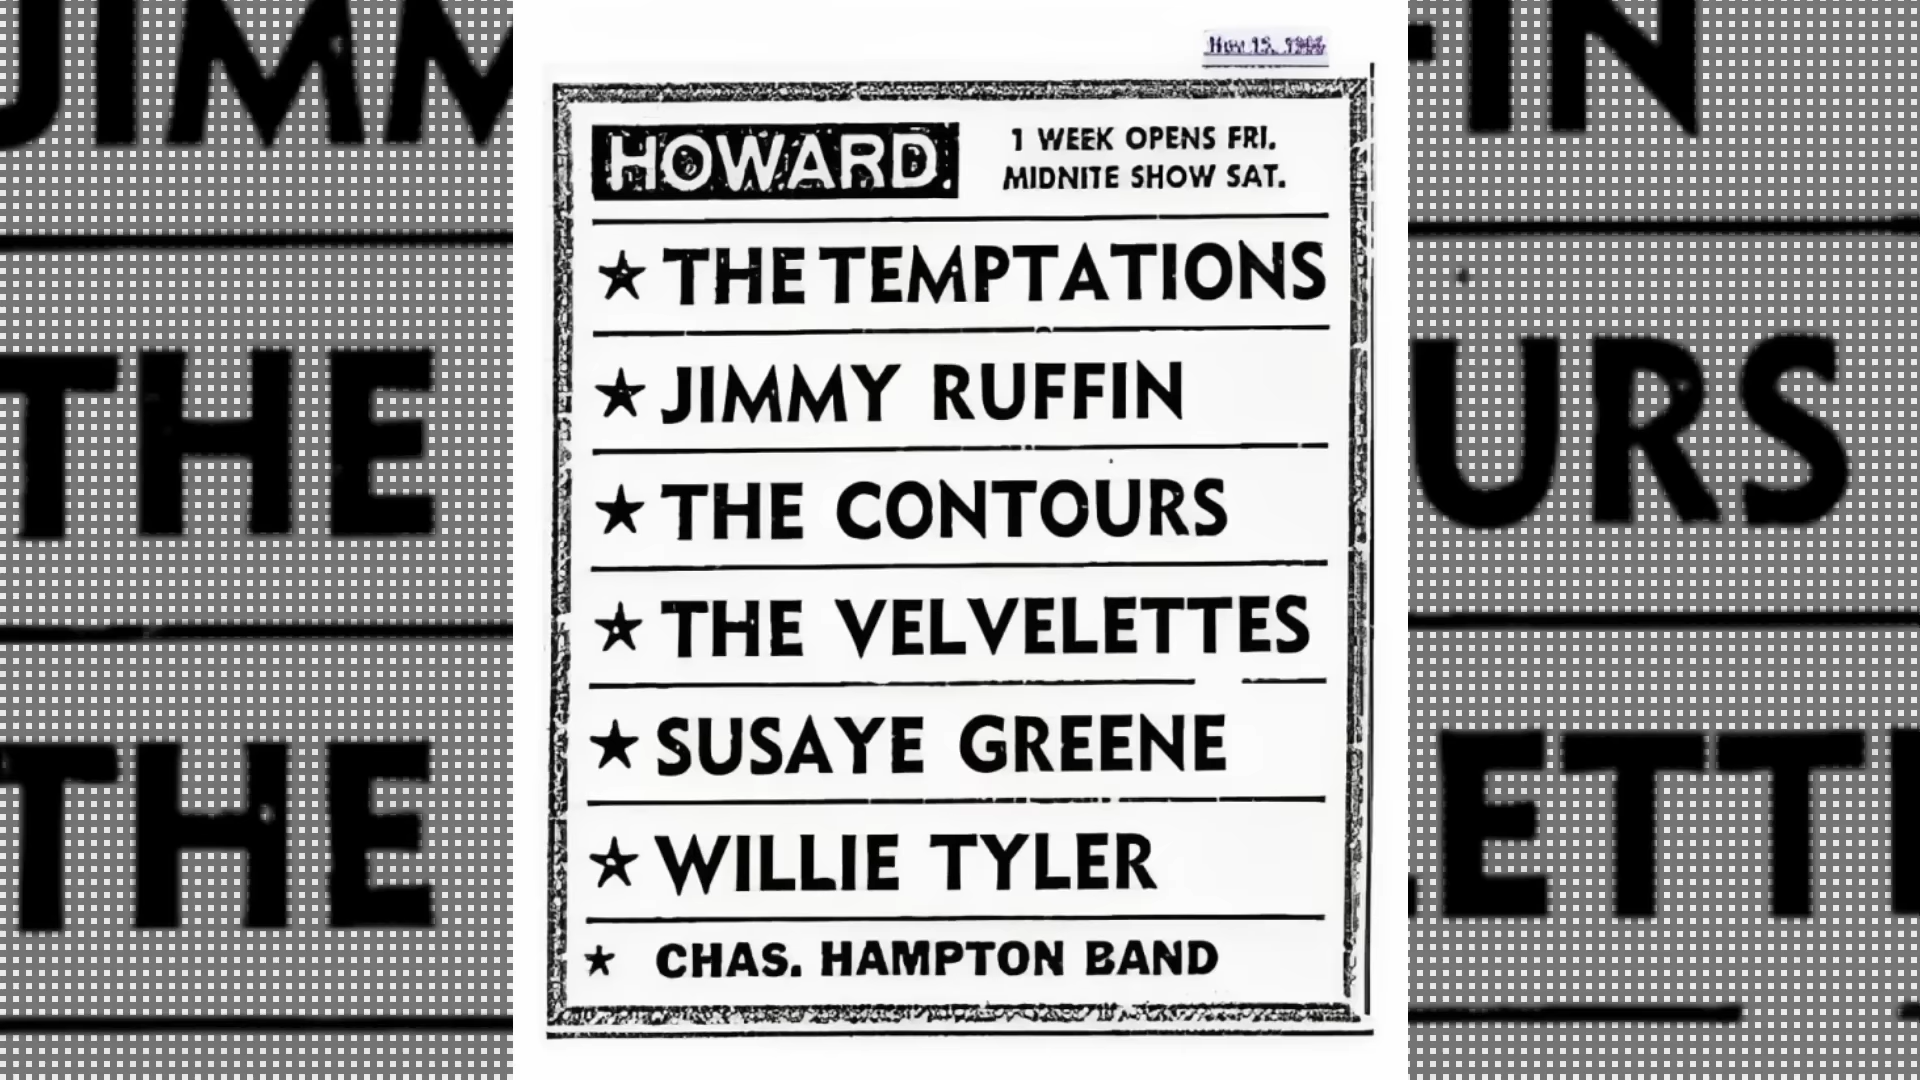 HOWARD.
1 WEEK OPENS FRI.
MIDNITE SHOW SAT.
★ THE TEMPTATIONS
★ JIMMY RUFFIN
★ THE CONTOURS
★ THE VELVELETTES
★ SUSAYE GREENE
★ WILLIE TYLER
★ CHAS. HAMPTON BAND